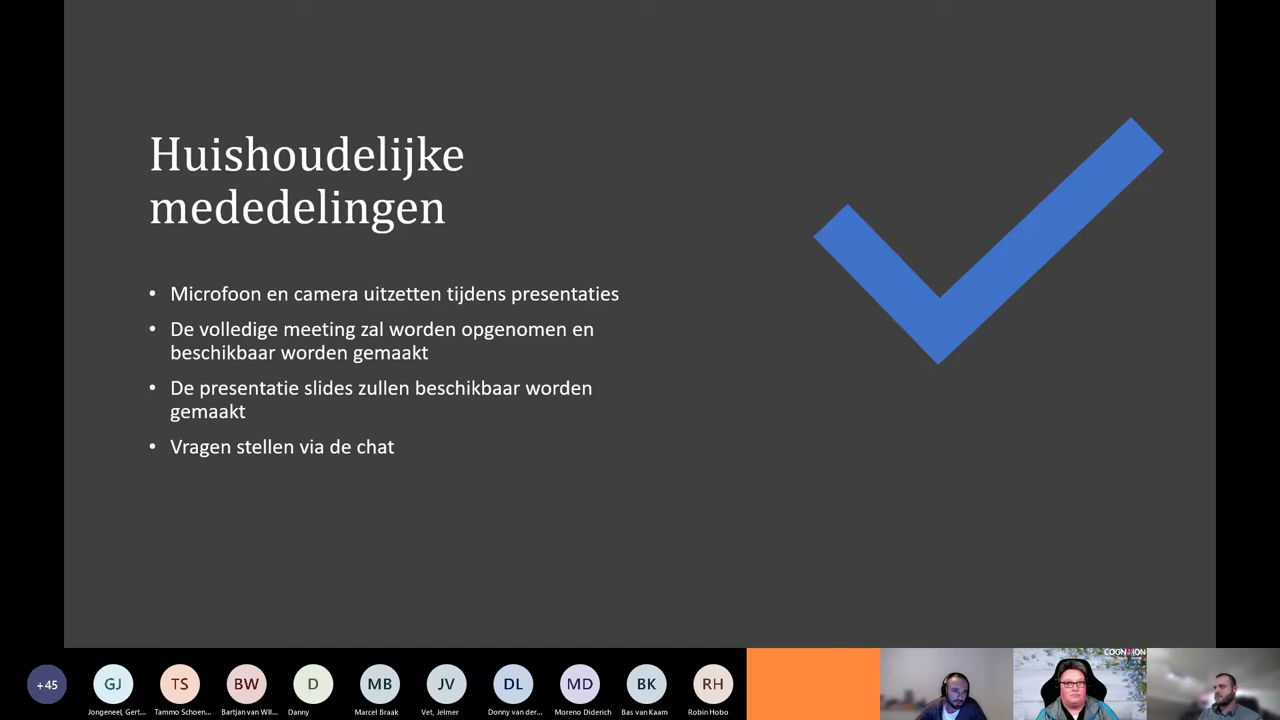 Huishoudelijke
mededelingen
• Microfoon en camera uitzetten tijdens presentaties
• De volledige meeting zal worden opgenomen en
beschikbaar worden gemaakt
• De presentatie slides zullen beschikbaar worden
gemaakt
• Vragen stellen via de chat
COGNITION
+45 GJ TS BW D MB JV DL MD BK RH
Jongeneel, Gert... Tammo Schoen... Bartjan van Wil... Danny Marcel Braak Vet, Jelmer Donny van der... Moreno Diderich Bas van Kaam Robin Hobo